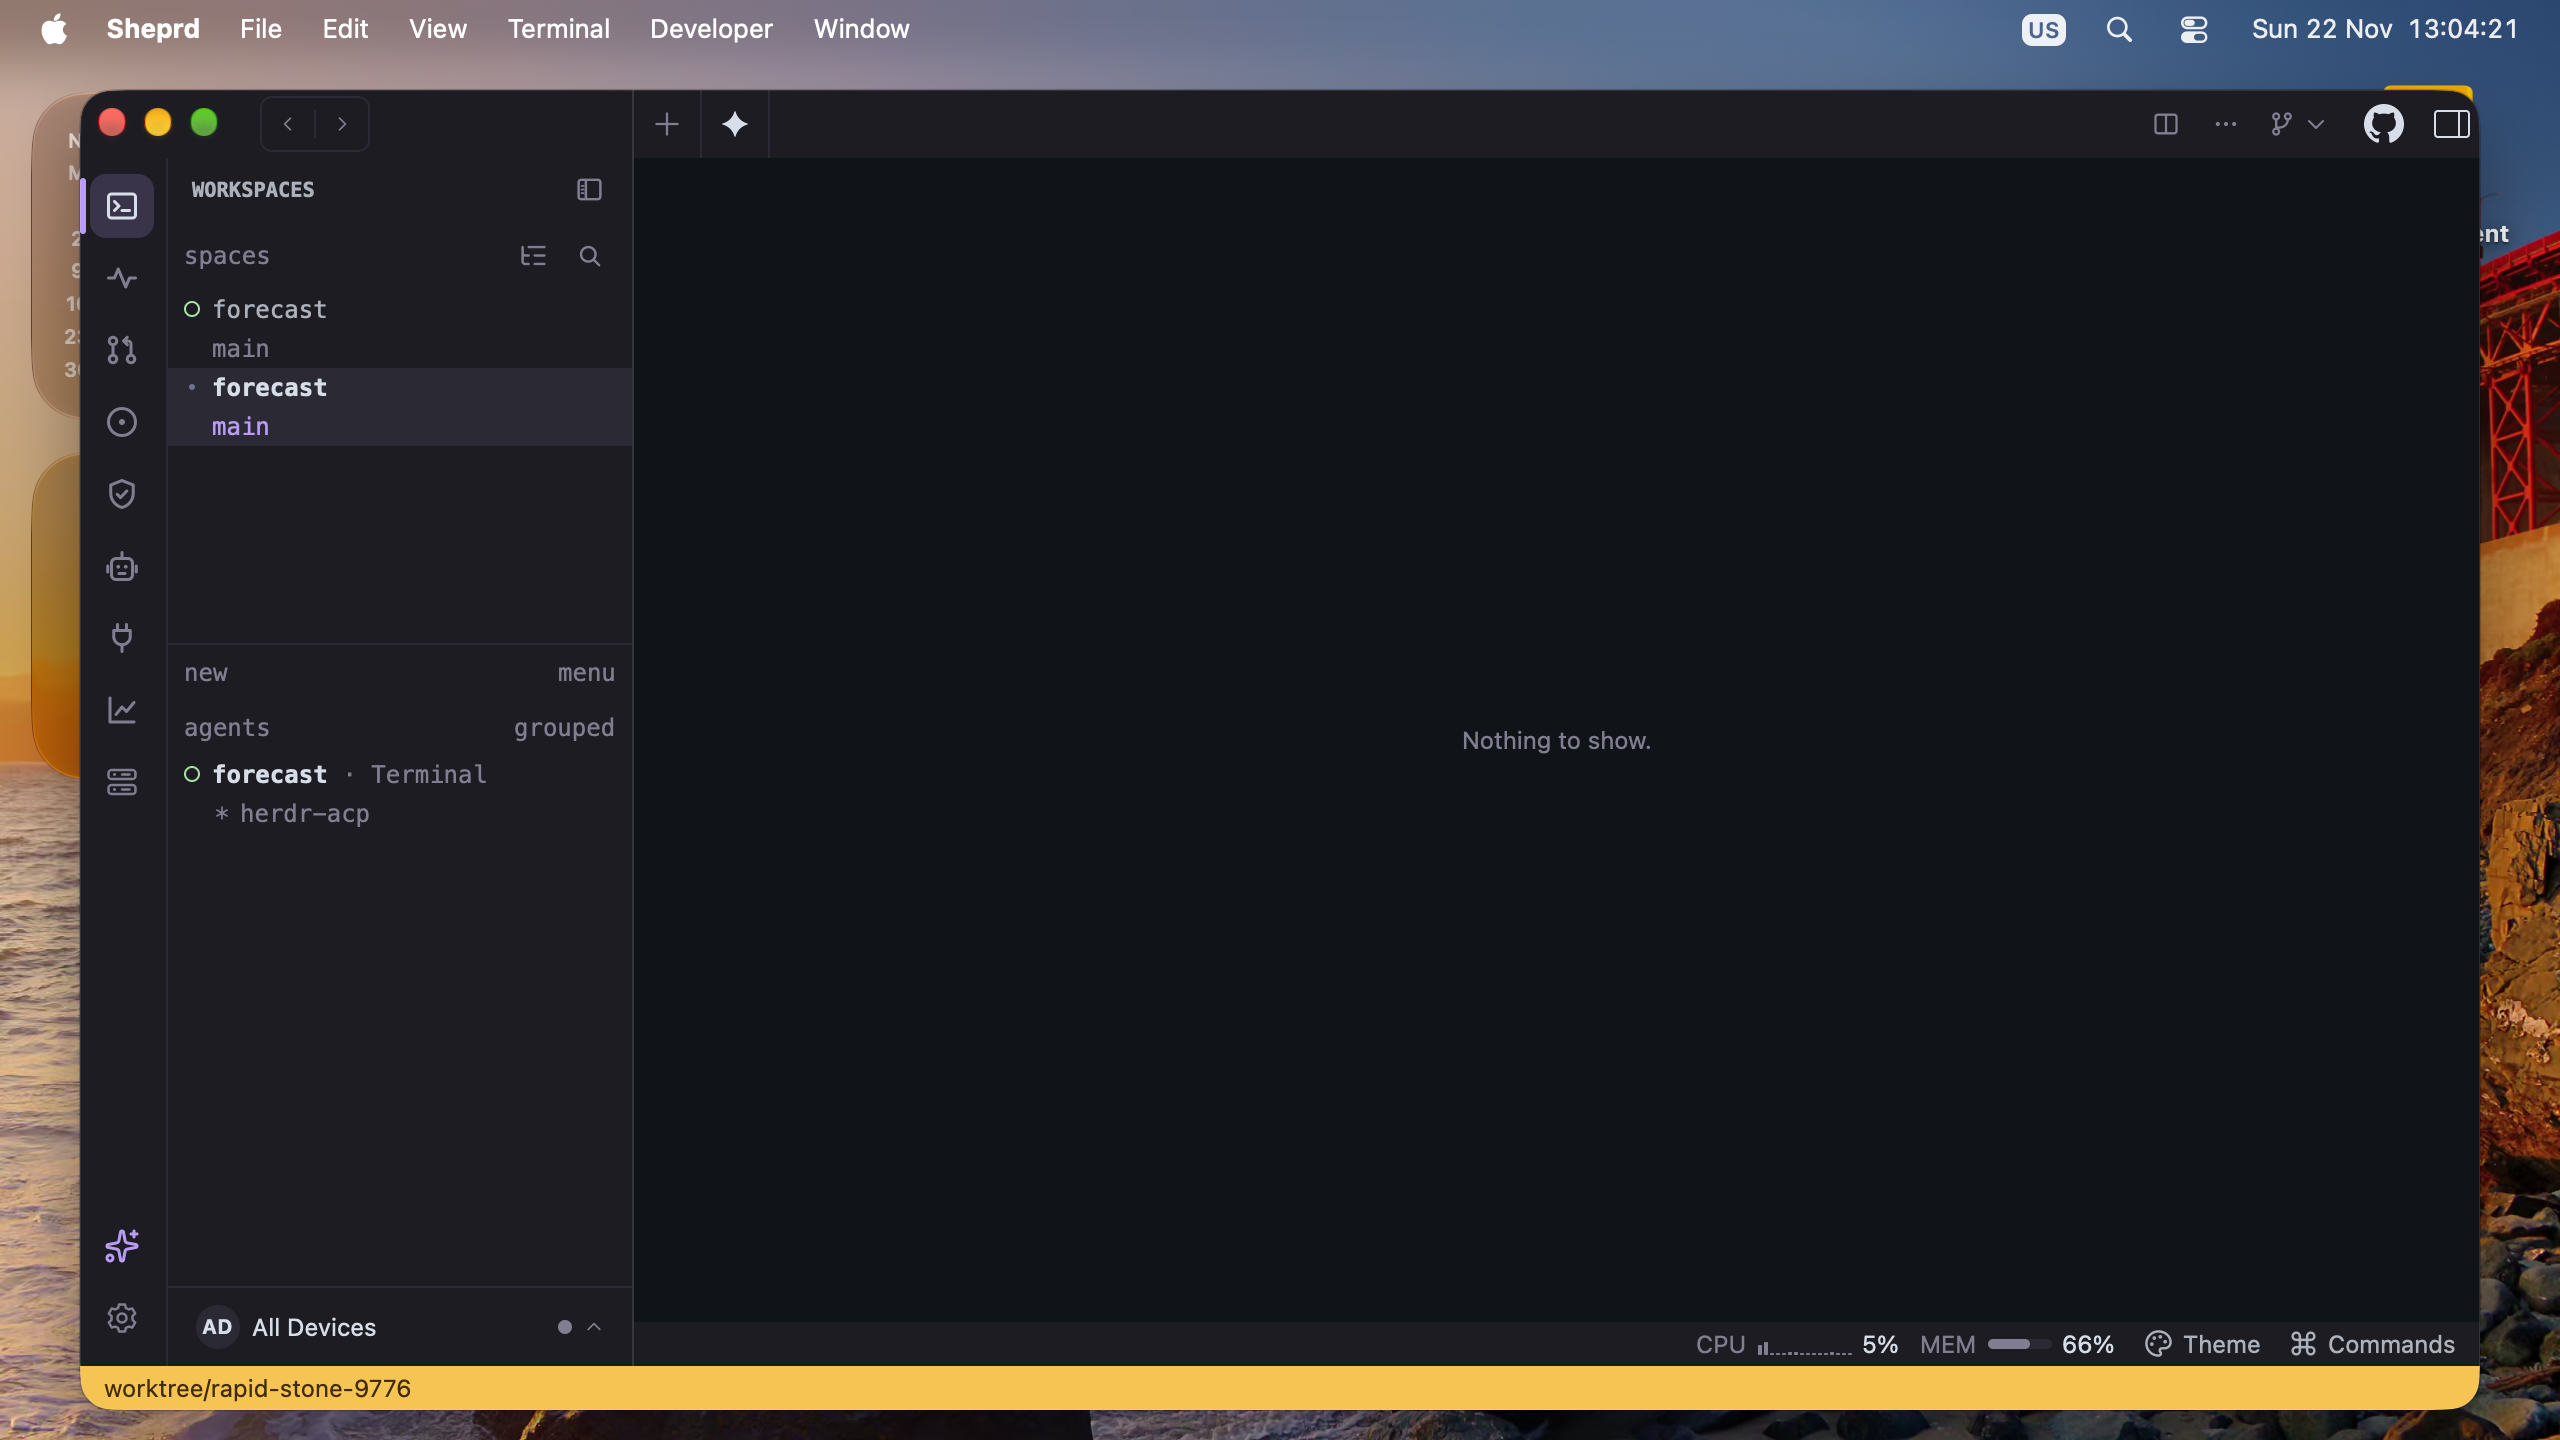 Sheprd File Edit View Terminal Developer Window US Sun 22 Nov 13:04:21
WORKSPACES
spaces
forecast
main
forecast
main
new menu
agents grouped
forecast · Terminal
* herdr-acp
Nothing to show.
AD All Devices
CPU 5% MEM 66% Theme Commands
worktree/rapid-stone-9776